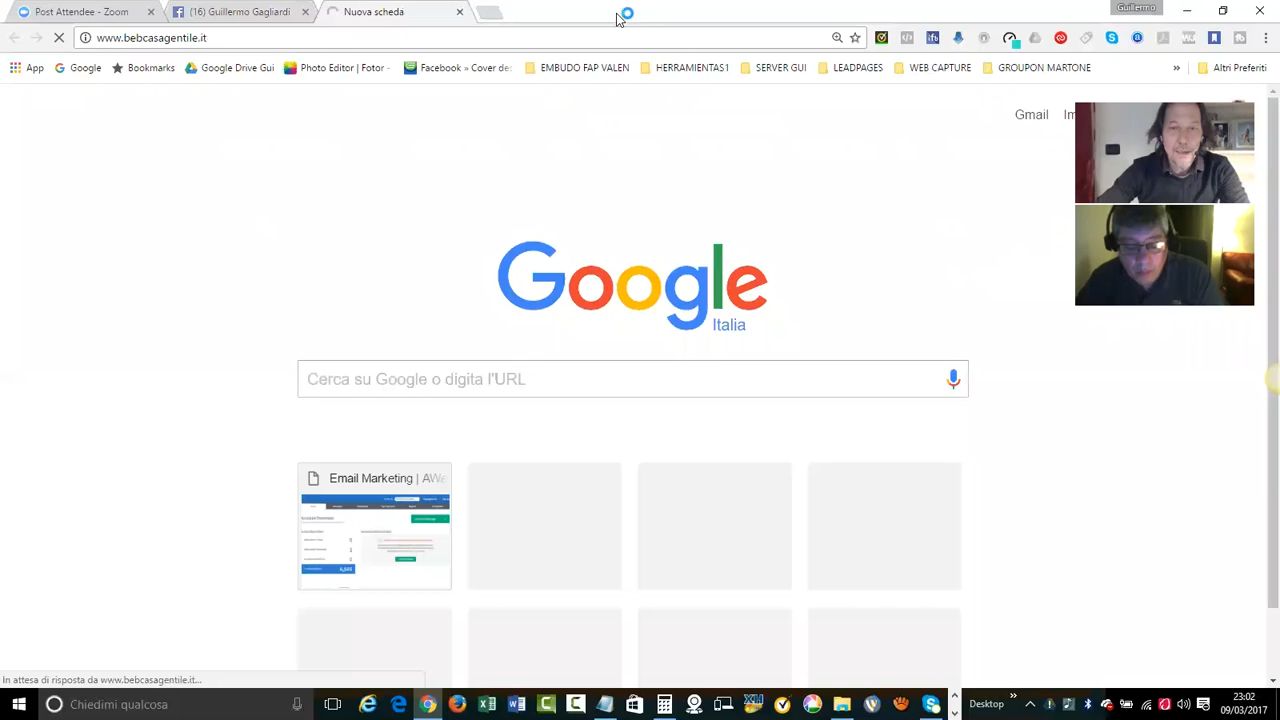 Post Attendee - Zoom
(16) Guillermo Gagliardi
Nuova scheda
Guillermo
www.bebcasagentile.it
App
Google
Bookmarks
Google Drive Gui
Photo Editor | Fotor -
Facebook » Cover de
EMBUDO FAP VALEN
HERRAMIENTAS1
SERVER GUI
LEADPAGES
WEB CAPTURE
GROUPON MARTONE
»
Altri Preferiti
Gmail
Google
Italia
Cerca su Google o digita l'URL
Email Marketing | AWe
In attesa di risposta da www.bebcasagentile.it...
Chiedimi qualcosa
Desktop
»
23:02
09/03/2017